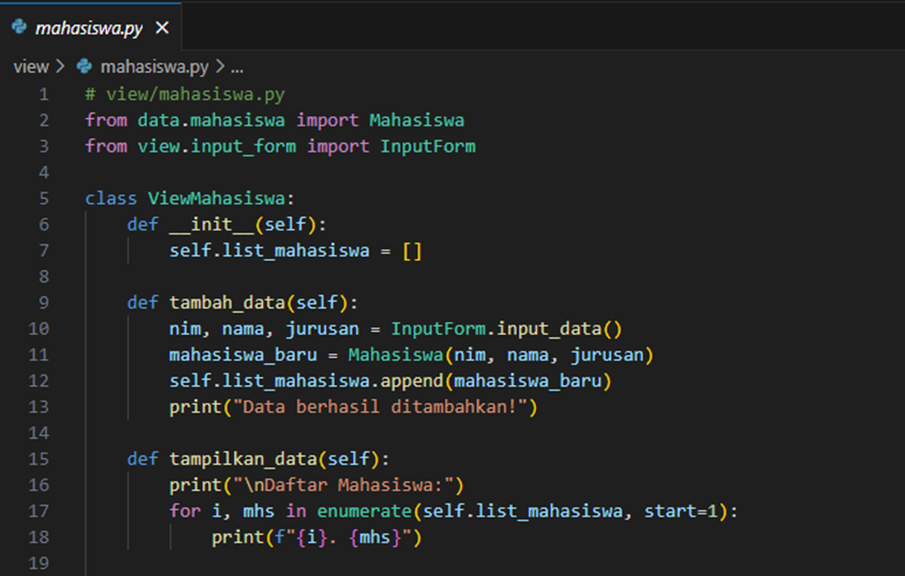 mahasiswa.py ×
view > mahasiswa.py > ...
1 # view/mahasiswa.py
2 from data.mahasiswa import Mahasiswa
3 from view.input_form import InputForm
4
5 class ViewMahasiswa:
6     def __init__(self):
7         self.list_mahasiswa = []
8
9     def tambah_data(self):
10         nim, nama, jurusan = InputForm.input_data()
11         mahasiswa_baru = Mahasiswa(nim, nama, jurusan)
12         self.list_mahasiswa.append(mahasiswa_baru)
13         print("Data berhasil ditambahkan!")
14
15     def tampilkan_data(self):
16         print("\nDaftar Mahasiswa:")
17         for i, mhs in enumerate(self.list_mahasiswa, start=1):
18             print(f"{i}. {mhs}")
19